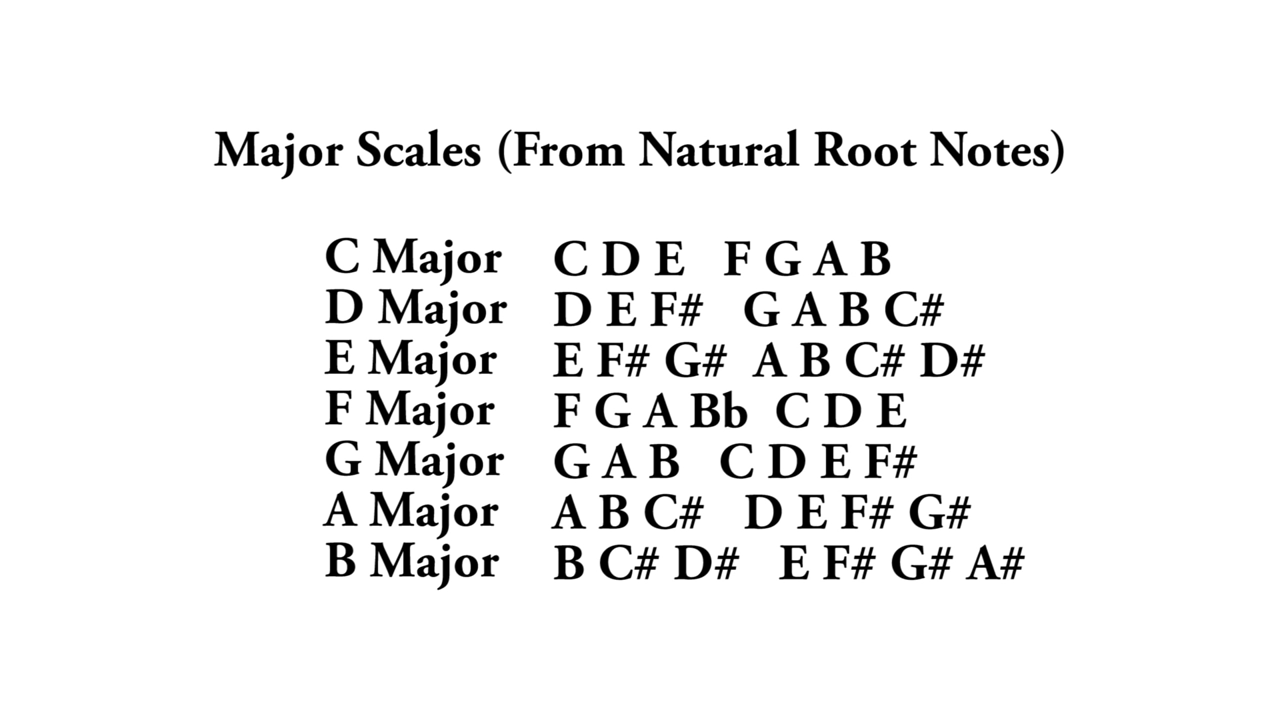 Major Scales (From Natural Root Notes)
C Major C D E F G A B
D Major D E F# G A B C#
E Major E F# G# A B C# D#
F Major F G A Bb C D E
G Major G A B C D E F#
A Major A B C# D E F# G#
B Major B C# D# E F# G# A#